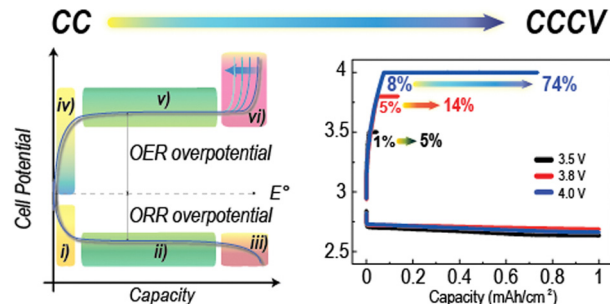 CC
CCCV
iv)
v)
vi)
OER overpotential
E°
ORR overpotential
i)
ii)
iii)
Cell Potential
Capacity
4
3.5
3
2.5
8%
74%
5%
14%
1%
5%
3.5 V
3.8 V
4.0 V
0
0.2
0.4
0.6
0.8
1
Capacity (mAh/cm²)